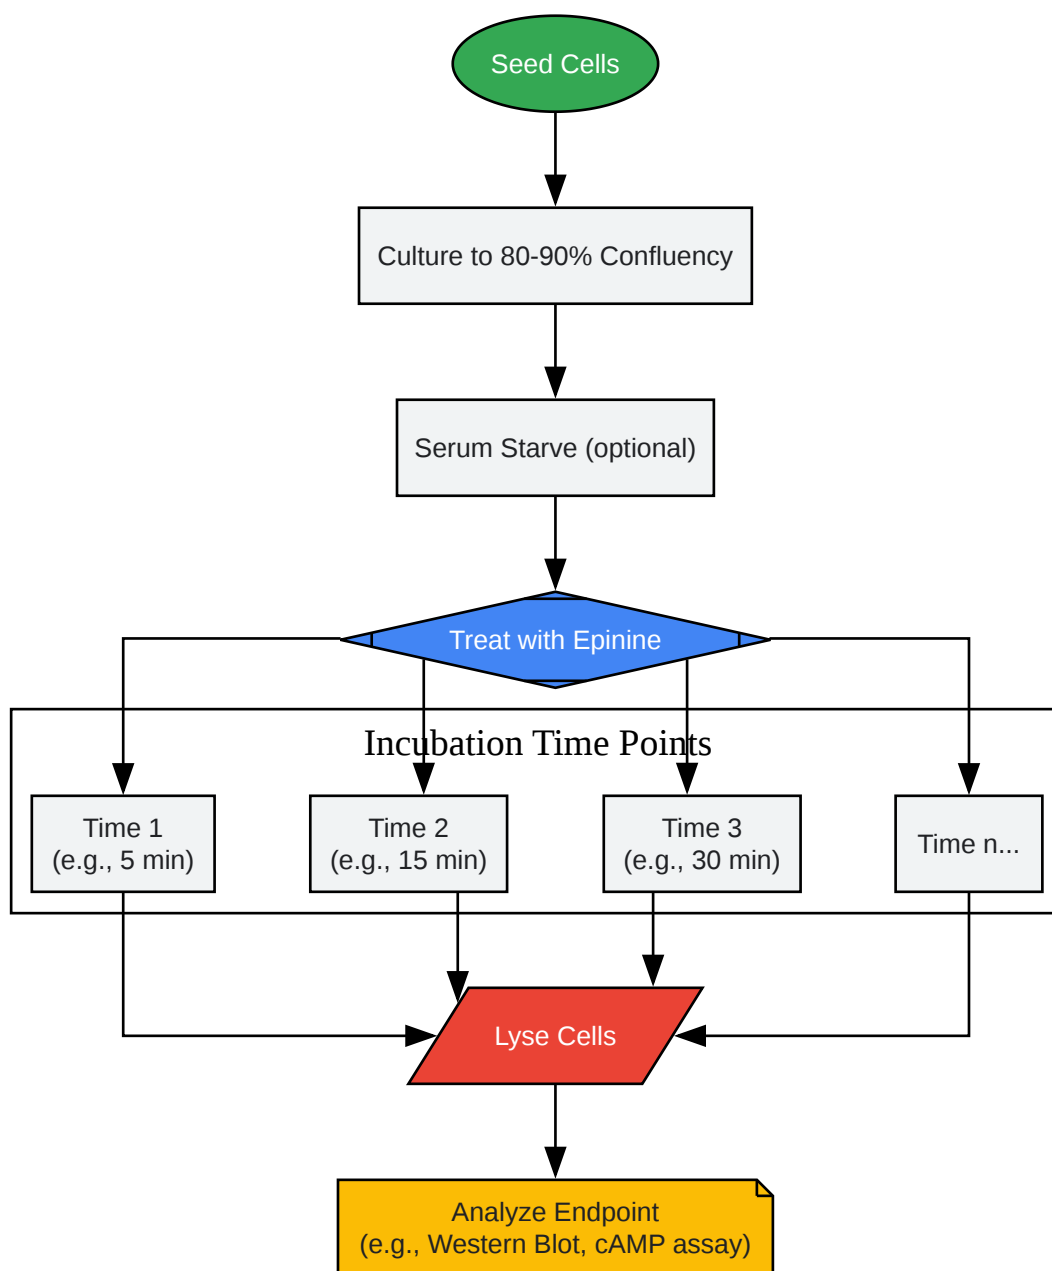 Seed Cells
Culture to 80-90% Confluency
Serum Starve (optional)
Treat with Epinine
Incubation Time Points
Time 1
(e.g., 5 min)
Time 2
(e.g., 15 min)
Time 3
(e.g., 30 min)
Time n...
Lyse Cells
Analyze Endpoint
(e.g., Western Blot, cAMP assay)